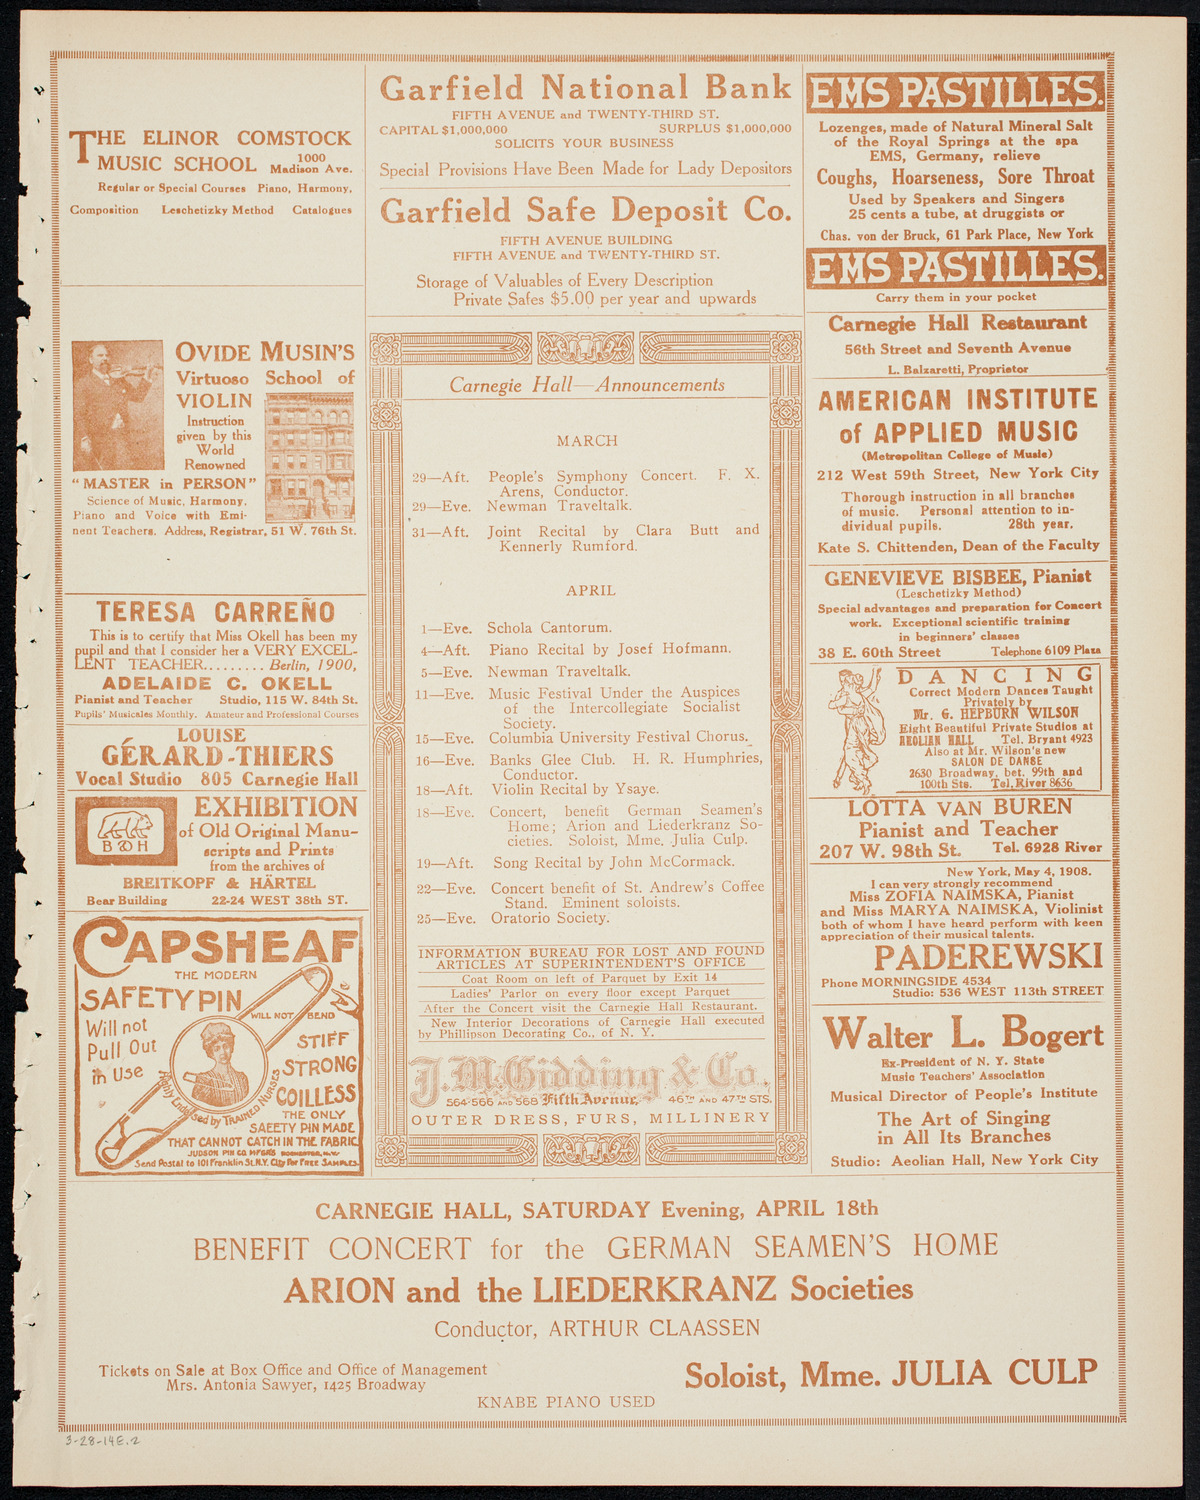 THE ELINOR COMSTOCK
MUSIC SCHOOL 1000 Madison Ave.
Regular or Special Courses Piano, Harmony,
Composition Leschetizky Method Catalogues
OVIDE MUSIN'S
Virtuoso School of
VIOLIN
Instruction
given by this
World
Renowned
"MASTER in PERSON"
Science of Music, Harmony,
Piano and Voice with Emi-
nent Teachers. Address, Registrar, 51 W. 76th St.
TERESA CARREÑO
This is to certify that Miss Okell has been my
pupil and that I consider her a VERY EXCEL-
LENT TEACHER......... Berlin, 1900,
ADELAIDE C. OKELL
Pianist and Teacher Studio, 115 W. 84th St.
Pupils' Musicales Monthly. Amateur and Professional Courses
LOUISE
GÉRARD-THIERS
Vocal Studio 805 Carnegie Hall
B & H
EXHIBITION
of Old Original Manu-
scripts and Prints
from the archives of
BREITKOPF & HÄRTEL
Bear Building 22-24 WEST 38th ST.
CAPSHEAF
THE MODERN
SAFETY PIN
WILL NOT BEND
Will not
Pull Out
in Use
Highly Endorsed by TRAINED NURSES
STIFF
STRONG
COILLESS
THE ONLY
SAFETY PIN MADE
THAT CANNOT CATCH IN THE FABRIC
JUDSON PIN CO MFGRS ROCHESTER, N.Y.
Send Postal to 101 Franklin St. N.Y. City For FREE SAMPLES
Garfield National Bank
FIFTH AVENUE and TWENTY-THIRD ST.
CAPITAL $1,000,000 SURPLUS $1,000,000
SOLICITS YOUR BUSINESS
Special Provisions Have Been Made for Lady Depositors
Garfield Safe Deposit Co.
FIFTH AVENUE BUILDING
FIFTH AVENUE and TWENTY-THIRD ST.
Storage of Valuables of Every Description
Private Safes $5.00 per year and upwards
Carnegie Hall—Announcements
MARCH
29—Aft. People's Symphony Concert. F. X.
Arens, Conductor.
29—Eve. Newman Traveltalk.
31—Aft. Joint Recital by Clara Butt and
Kennerly Rumford.
APRIL
1—Eve. Schola Cantorum.
4—Aft. Piano Recital by Josef Hofmann.
5—Eve. Newman Traveltalk.
11—Eve. Music Festival Under the Auspices
of the Intercollegiate Socialist
Society.
15—Eve. Columbia University Festival Chorus.
16—Eve. Banks Glee Club. H. R. Humphries,
Conductor.
18—Aft. Violin Recital by Ysaye.
18—Eve. Concert, benefit German Seamen's
Home; Arion and Liederkranz So-
cieties. Soloist, Mme. Julia Culp.
19—Aft. Song Recital by John McCormack.
22—Eve. Concert benefit of St. Andrew's Coffee
Stand. Eminent soloists.
25—Eve. Oratorio Society.
INFORMATION BUREAU FOR LOST AND FOUND
ARTICLES AT SUPERINTENDENT'S OFFICE
Coat Room on left of Parquet by Exit 14
Ladies' Parlor on every floor except Parquet
After the Concert visit the Carnegie Hall Restaurant.
New Interior Decorations of Carnegie Hall executed
by Phillipson Decorating Co., of N. Y.
J. M. Gidding & Co.
564-566 AND 568 Fifth Avenue, 46TH AND 47TH STS.
OUTER DRESS, FURS, MILLINERY
EMS PASTILLES.
Lozenges, made of Natural Mineral Salt
of the Royal Springs at the spa
EMS, Germany, relieve
Coughs, Hoarseness, Sore Throat
Used by Speakers and Singers
25 cents a tube, at druggists or
Chas. von der Bruck, 61 Park Place, New York
EMS PASTILLES.
Carry them in your pocket
Carnegie Hall Restaurant
56th Street and Seventh Avenue
L. Balzaretti, Proprietor
AMERICAN INSTITUTE
of APPLIED MUSIC
(Metropolitan College of Music)
212 West 59th Street, New York City
Thorough instruction in all branches
of music. Personal attention to in-
dividual pupils. 28th year.
Kate S. Chittenden, Dean of the Faculty
GENEVIEVE BISBEE, Pianist
(Leschetizky Method)
Special advantages and preparation for Concert
work. Exceptional scientific training
in beginners' classes
38 E. 60th Street Telephone 6109 Plaza
DANCING
Correct Modern Dances Taught
Privately by
Mr. G. HEPBURN WILSON
Eight Beautiful Private Studios at
AEOLIAN HALL Tel. Bryant 4923
Also at Mr. Wilson's new
SALON DE DANSE
2630 Broadway, bet. 99th and
100th Sts. Tel. River 8636
LOTTA VAN BUREN
Pianist and Teacher
207 W. 98th St. Tel. 6928 River
New York, May 4, 1908.
I can very strongly recommend
Miss ZOFIA NAIMSKA, Pianist
and Miss MARYA NAIMSKA, Violinist
both of whom I have heard perform with keen
appreciation of their musical talents.
PADEREWSKI
Phone MORNINGSIDE 4534
Studio: 536 WEST 113th STREET
Walter L. Bogert
Ex-President of N. Y. State
Music Teachers' Association
Musical Director of People's Institute
The Art of Singing
in All Its Branches
Studio: Aeolian Hall, New York City
CARNEGIE HALL, SATURDAY Evening, APRIL 18th
BENEFIT CONCERT for the GERMAN SEAMEN'S HOME
ARION and the LIEDERKRANZ Societies
Conductor, ARTHUR CLAASSEN
Tickets on Sale at Box Office and Office of Management
Mrs. Antonia Sawyer, 1425 Broadway
Soloist, Mme. JULIA CULP
KNABE PIANO USED
3-28-14E.2